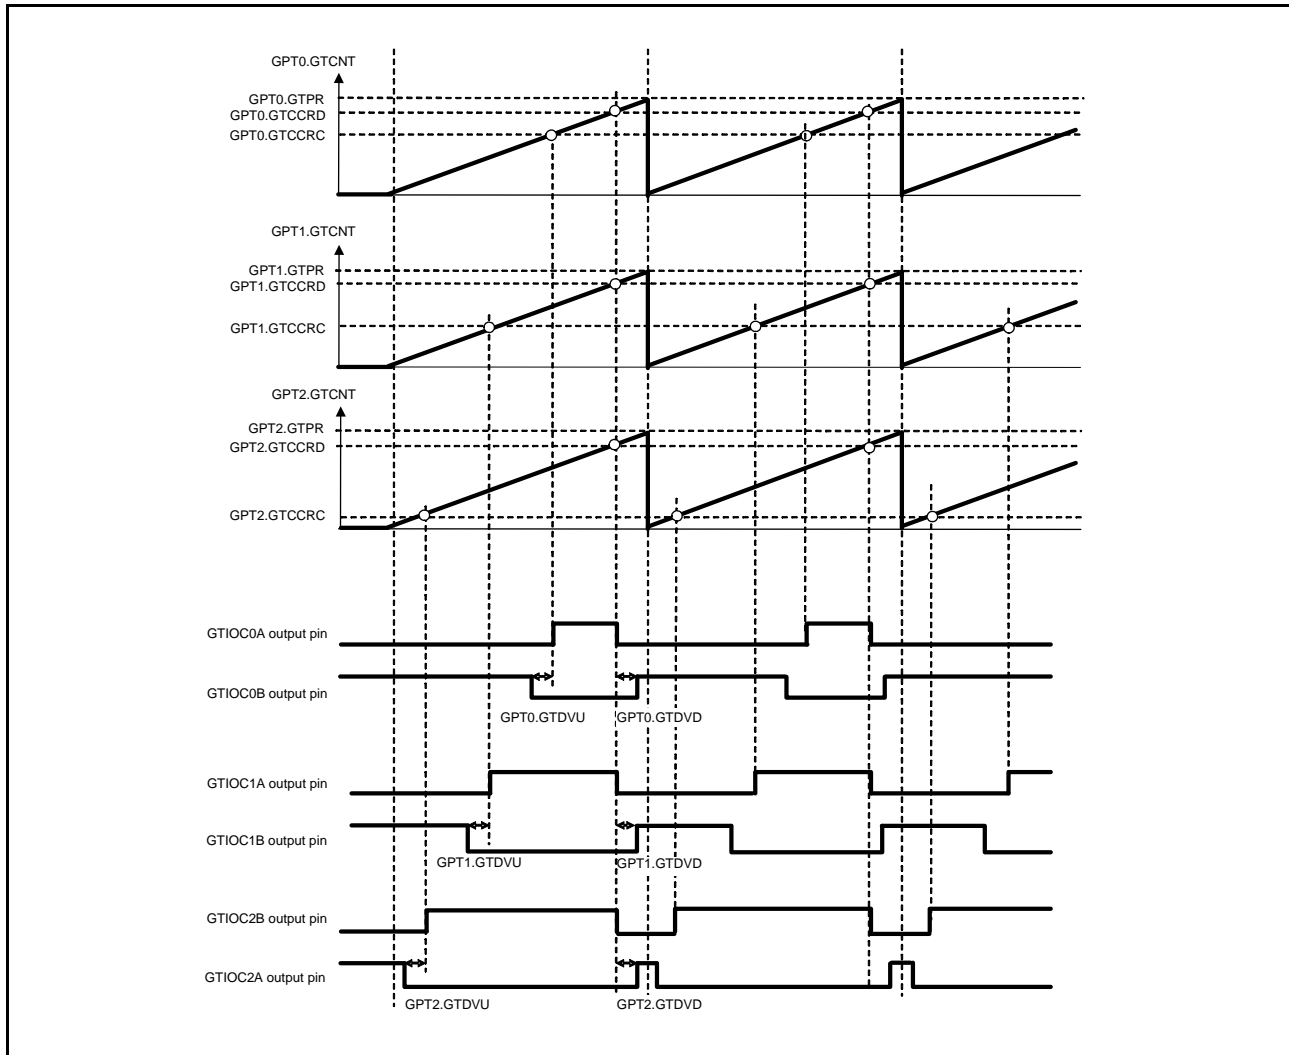 GPT0.GTCNT
GPT0.GTPR
GPT0.GTCCRD
GPT0.GTCCRC
GPT1.GTCNT
GPT1.GTPR
GPT1.GTCCRD
GPT1.GTCCRC
GPT2.GTCNT
GPT2.GTPR
GPT2.GTCCRD
GPT2.GTCCRC
GTIOC0A output pin
GTIOC0B output pin
GPT0.GTDVU GPT0.GTDVD
GTIOC1A output pin
GTIOC1B output pin
GPT1.GTDVU GPT1.GTDVD
GTIOC2B output pin
GTIOC2A output pin
GPT2.GTDVU GPT2.GTDVD